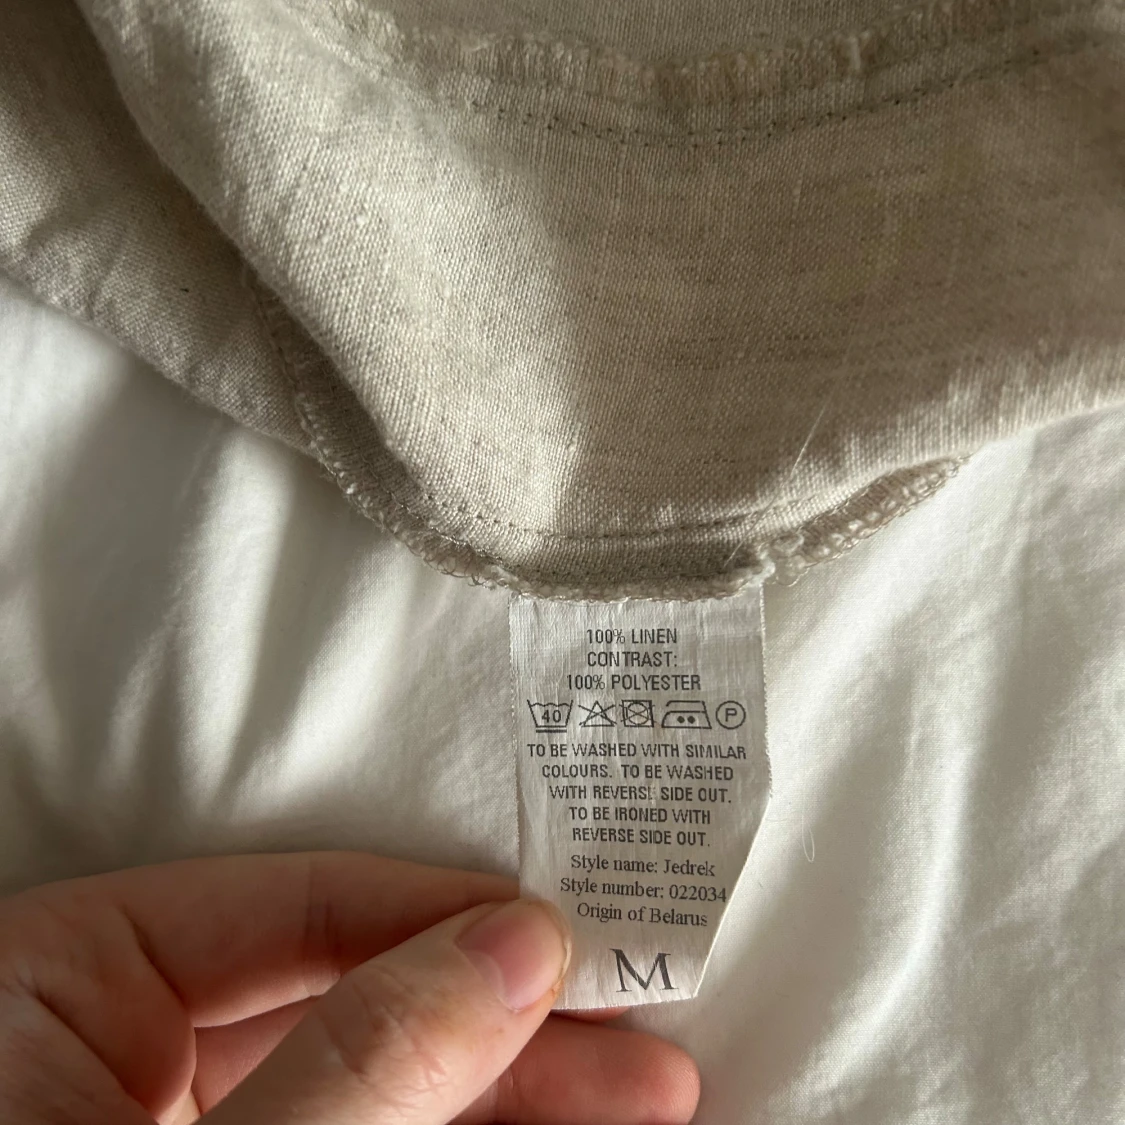 100% LINEN
CONTRAST:
100% POLYESTER
40 P
TO BE WASHED WITH SIMILAR
COLOURS. TO BE WASHED
WITH REVERSE SIDE OUT.
TO BE IRONED WITH
REVERSE SIDE OUT.
Style name: Jedrek
Style number: 022034
Origin of Belarus
M